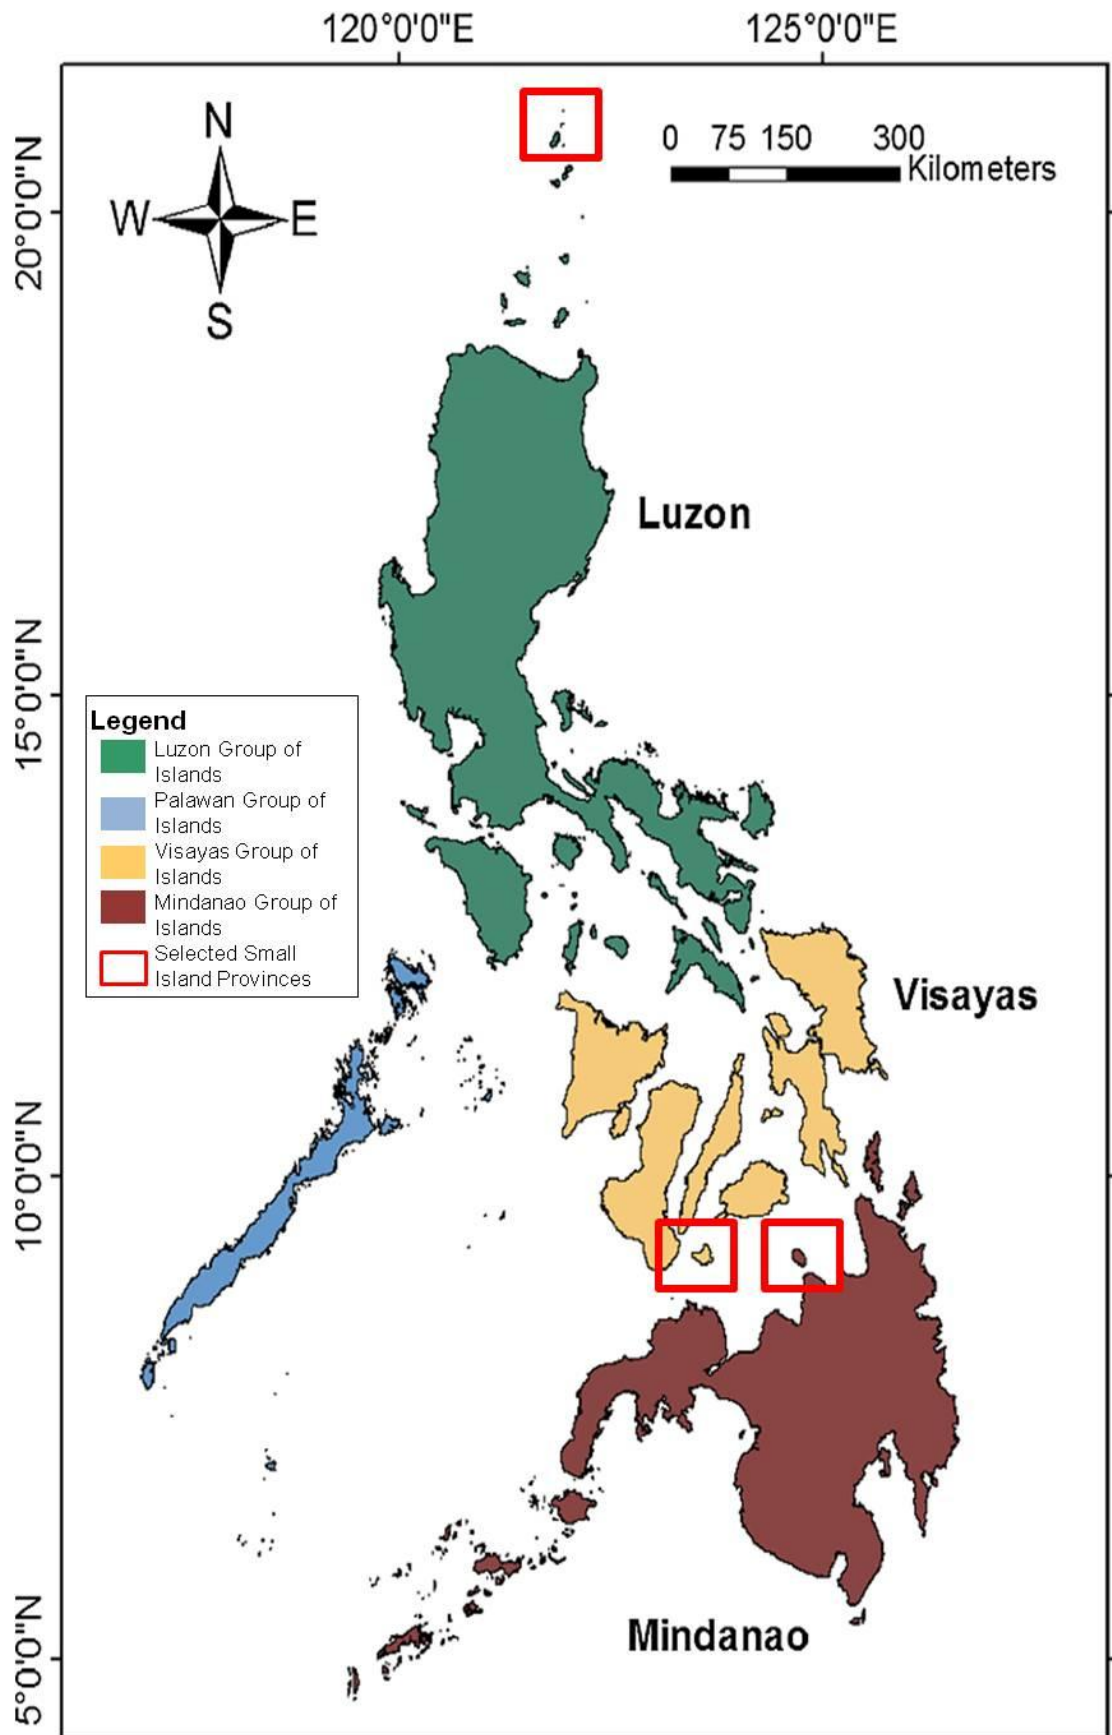 120°0'0"E
125°0'0"E
N
W
E
S
0 75 150 300
Kilometers
20°0'0"N
15°0'0"N
10°0'0"N
5°0'0"N
Luzon
Visayas
Mindanao
Legend
Luzon Group of
Islands
Palawan Group of
Islands
Visayas Group of
Islands
Mindanao Group of
Islands
Selected Small
Island Provinces